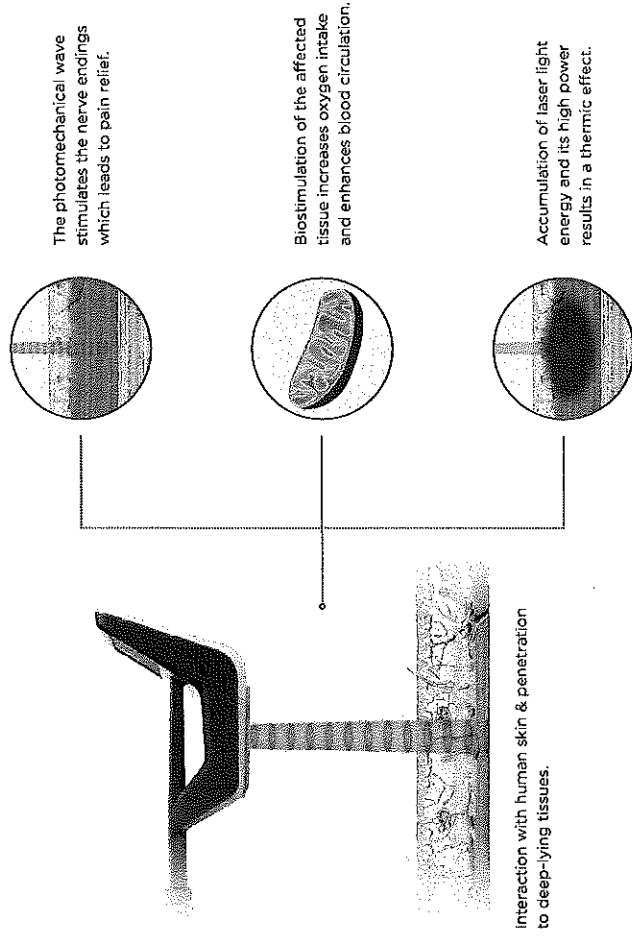 The photomechanical wave
stimulates the nerve endings
which leads to pain relief.
Biostimulation of the affected
tissue increases oxygen intake
and enhances blood circulation.
Accumulation of laser light
energy and its high power
results in a thermic effect.
Interaction with human skin & penetration
to deep-lying tissues.